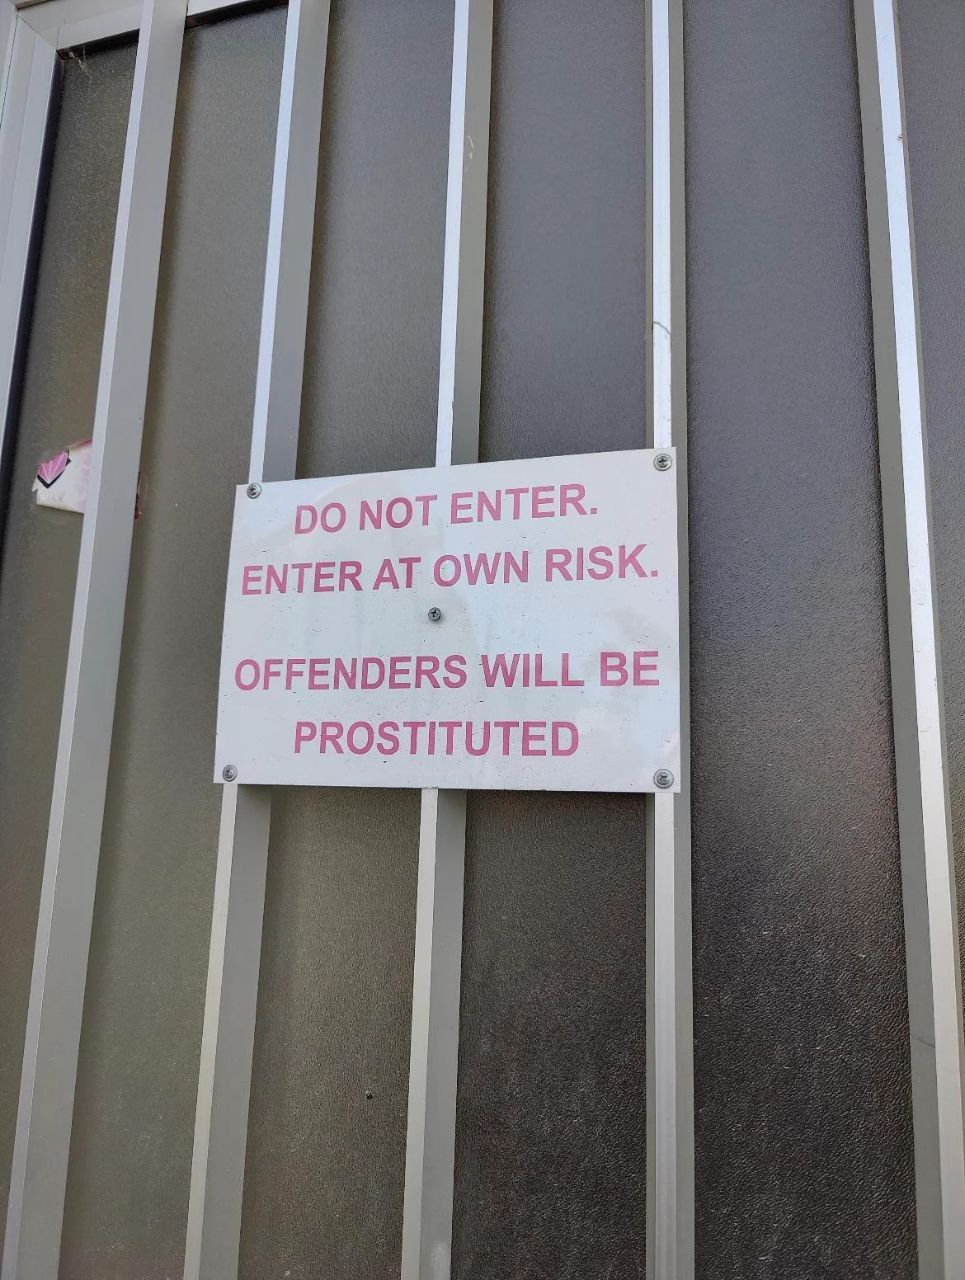 DO NOT ENTER.
ENTER AT OWN RISK.
OFFENDERS WILL BE
PROSTITUTED